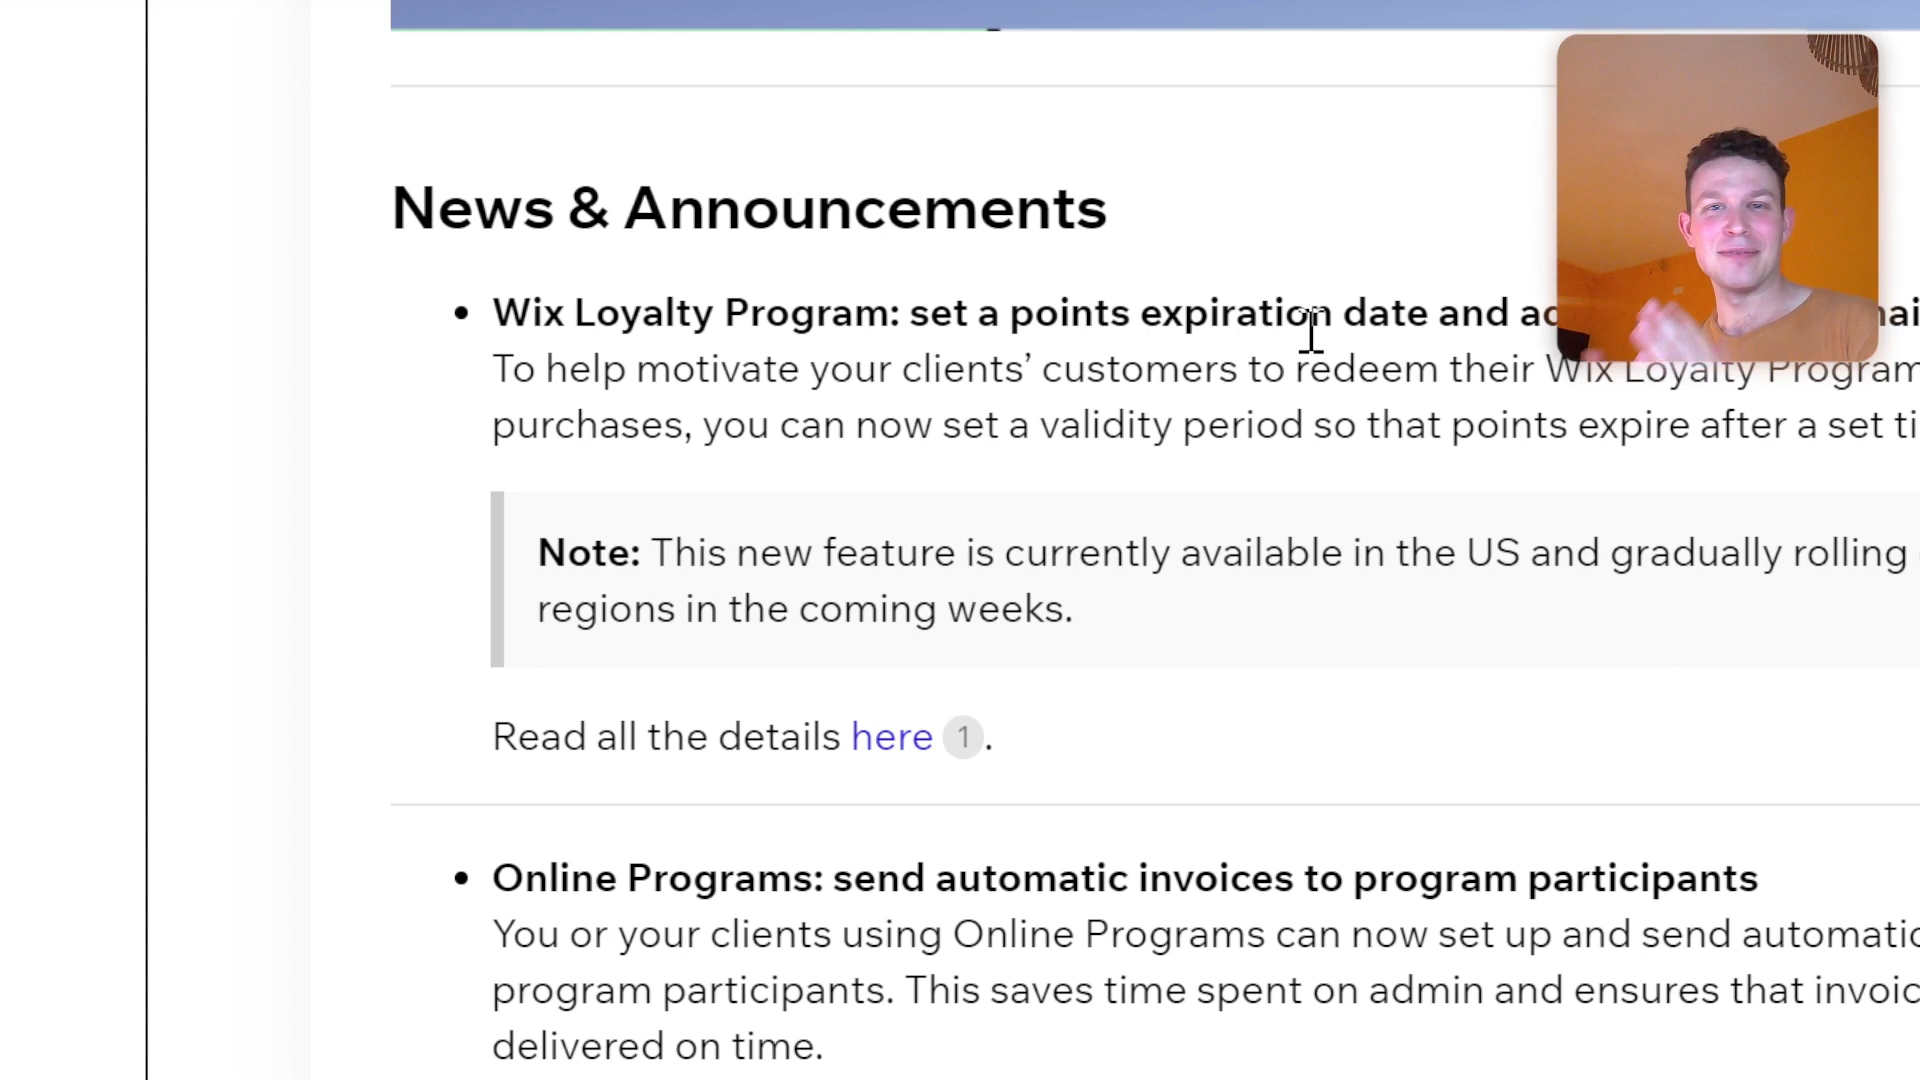 News & Announcements
• Wix Loyalty Program: set a points expiration date and
To help motivate your clients’ customers to redeem their Wix Loyalty Program
purchases, you can now set a validity period so that points expire after a set
Note: This new feature is currently available in the US and gradually rolling
regions in the coming weeks.
Read all the details here 1.
• Online Programs: send automatic invoices to program participants
You or your clients using Online Programs can now set up and send automatic
program participants. This saves time spent on admin and ensures that
delivered on time.